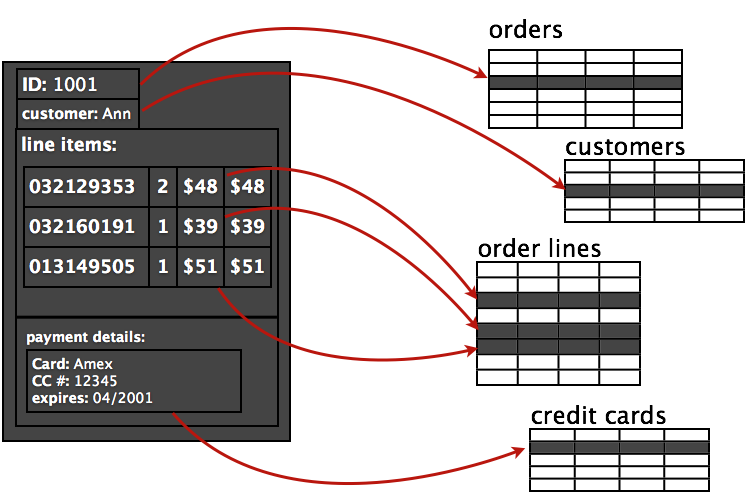 orders
ID: 1001
customer: Ann
customers
line items:
032129353 2 $48 $48
032160191 1 $39 $39
013149505 1 $51 $51
order lines
payment details:
Card: Amex
CC #: 12345
expires: 04/2001
credit cards